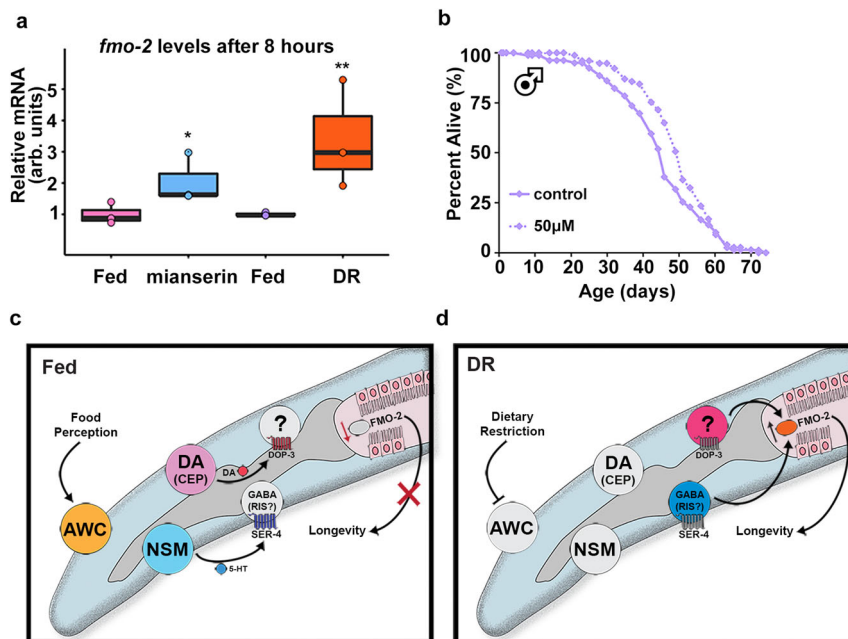 a
fmo-2 levels after 8 hours
Relative mRNA
(arb. units)
5
4
3
2
1
*
**
Fed
mianserin
Fed
DR
b
Percent Alive (%)
100
75
50
25
0
control
50µM
0 10 20 30 40 50 60 70
Age (days)
c
Fed
Food
Perception
AWC
DA
(CEP)
DA
?
DOP-3
GABA
(RIS?)
SER-4
NSM
5-HT
FMO-2
Longevity
d
DR
Dietary
Restriction
AWC
DA
(CEP)
NSM
?
DOP-3
GABA
(RIS?)
SER-4
FMO-2
Longevity